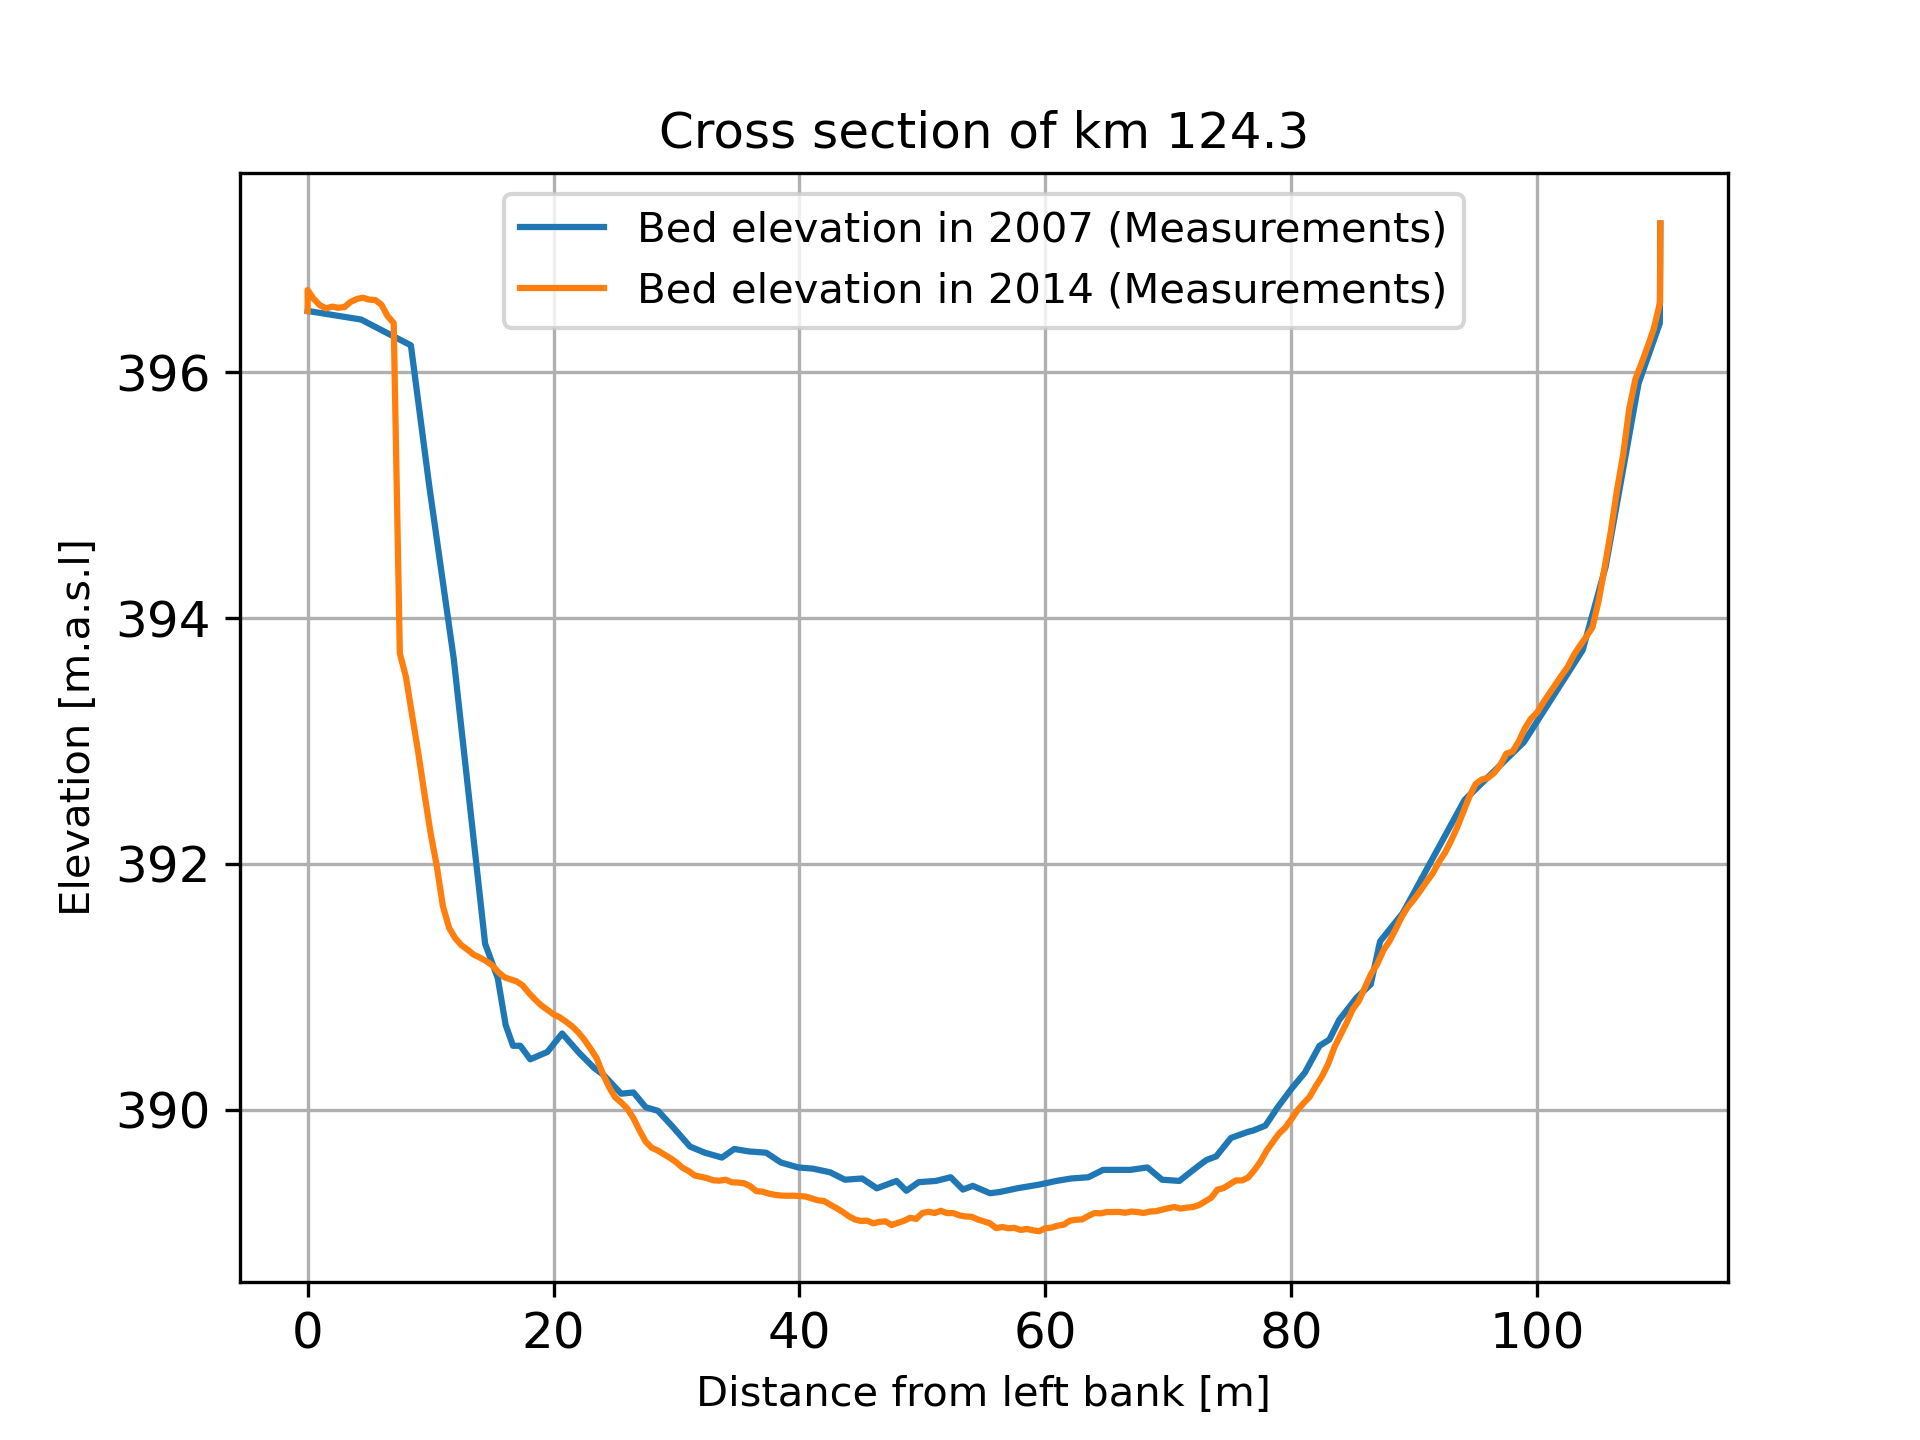 Cross section of km 124.3
Bed elevation in 2007 (Measurements)
Bed elevation in 2014 (Measurements)
Elevation [m.a.s.l]
396
394
392
390
0 20 40 60 80 100
Distance from left bank [m]